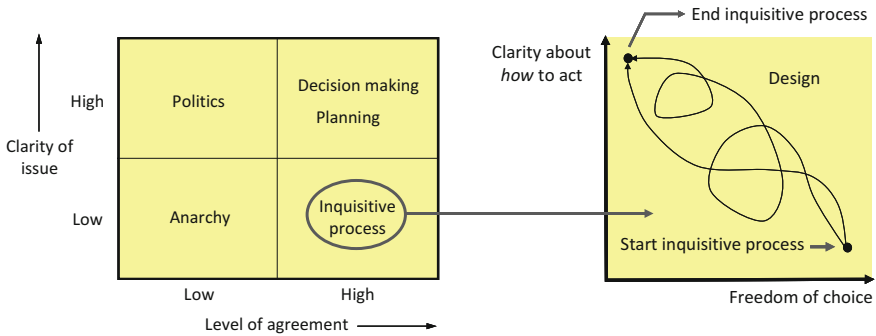 End inquisitive process
Clarity about
how to act
Design
High
Politics
Decision making
Planning
Clarity of
issue
Low
Anarchy
Inquisitive
process
Start inquisitive process
Low
High
Freedom of choice
Level of agreement